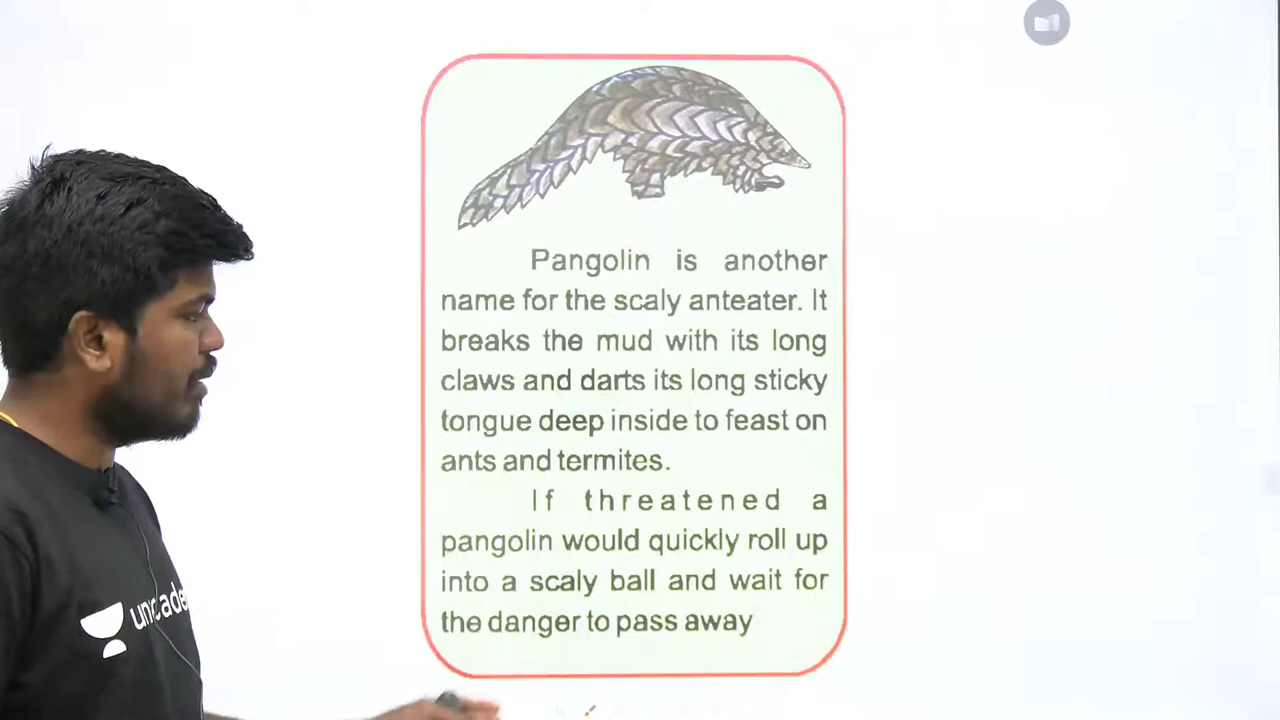 Pangolin is another
name for the scaly anteater. It
breaks the mud with its long
claws and darts its long sticky
tongue deep inside to feast on
ants and termites.
If threatened a
pangolin would quickly roll up
into a scaly ball and wait for
the danger to pass away